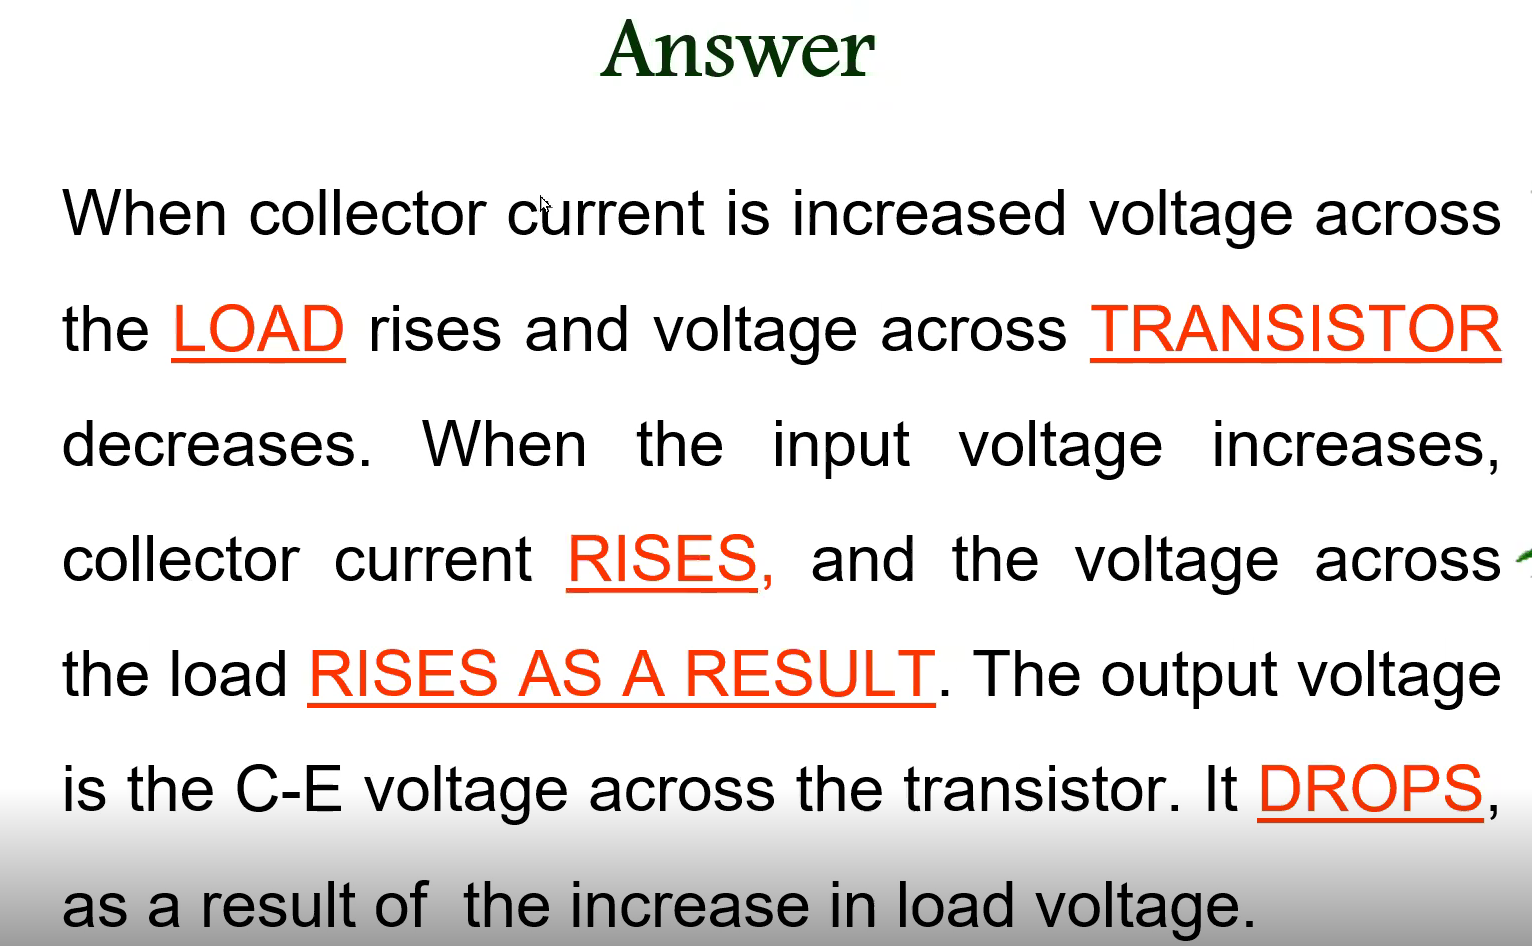 Answer
When collector current is increased voltage across
the LOAD rises and voltage across TRANSISTOR
decreases. When the input voltage increases,
collector current RISES, and the voltage across
the load RISES AS A RESULT. The output voltage
is the C-E voltage across the transistor. It DROPS,
as a result of the increase in load voltage.